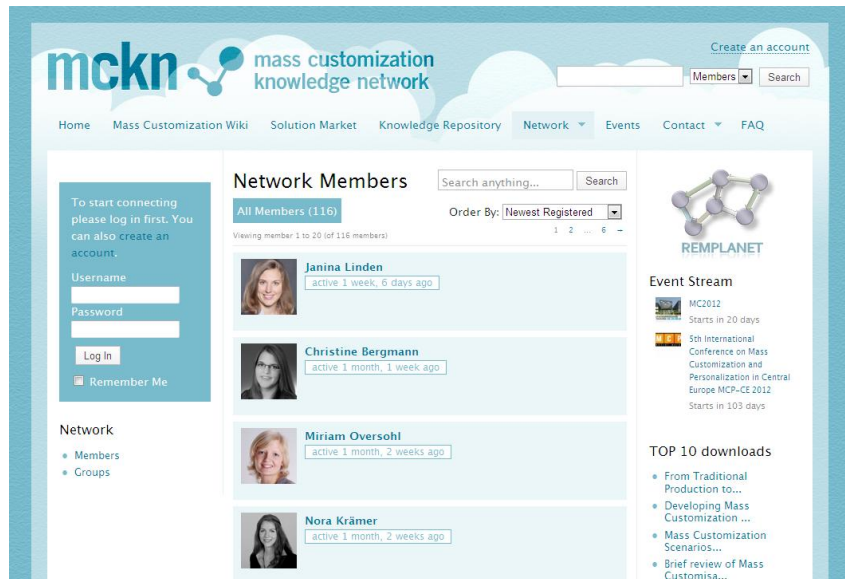 mckn
mass customization
knowledge network
Create an account
Members
Search
Home
Mass Customization Wiki
Solution Market
Knowledge Repository
Network
Events
Contact
FAQ
To start connecting
please log in first. You
can also create an
account.
Username
Password
Log In
Remember Me
Network
Members
Groups
Network Members
Search anything...
Search
All Members (116)
Order By: Newest Registered
Viewing member 1 to 20 (of 116 members)
1 2 ... 6 →
Janina Linden
active 1 week, 6 days ago
Christine Bergmann
active 1 month, 1 week ago
Miriam Oversohl
active 1 month, 2 weeks ago
Nora Krämer
active 1 month, 2 weeks ago
REMPLANET
Event Stream
MC2012
Starts in 20 days
MCP
5th International
Conference on Mass
Customization and
Personalization in Central
Europe MCP-CE 2012
Starts in 103 days
TOP 10 downloads
From Traditional
Production to...
Developing Mass
Customization ...
Mass Customization
Scenarios...
Brief review of Mass
Customisa...